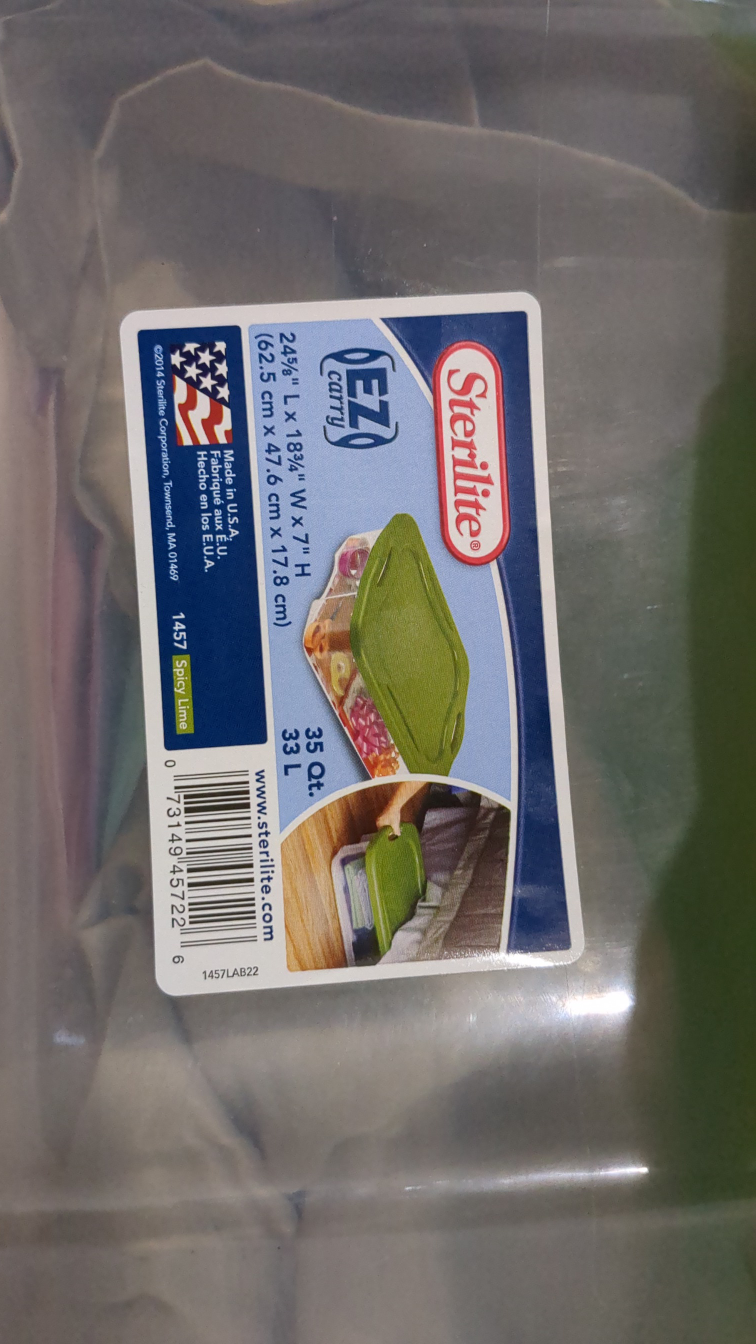 Sterilite®
EZ
carry
24⅝" L x 18¾" W x 7" H
(62.5 cm x 47.6 cm x 17.8 cm)
35 Qt.
33 L
Made in U.S.A.
Fabriqué aux É.U.
Hecho en los E.U.A.
©2014 Sterilite Corporation, Townsend, MA 01469
1457 Spicy Lime
www.sterilite.com
0 73149 45722 6
1457LAB22